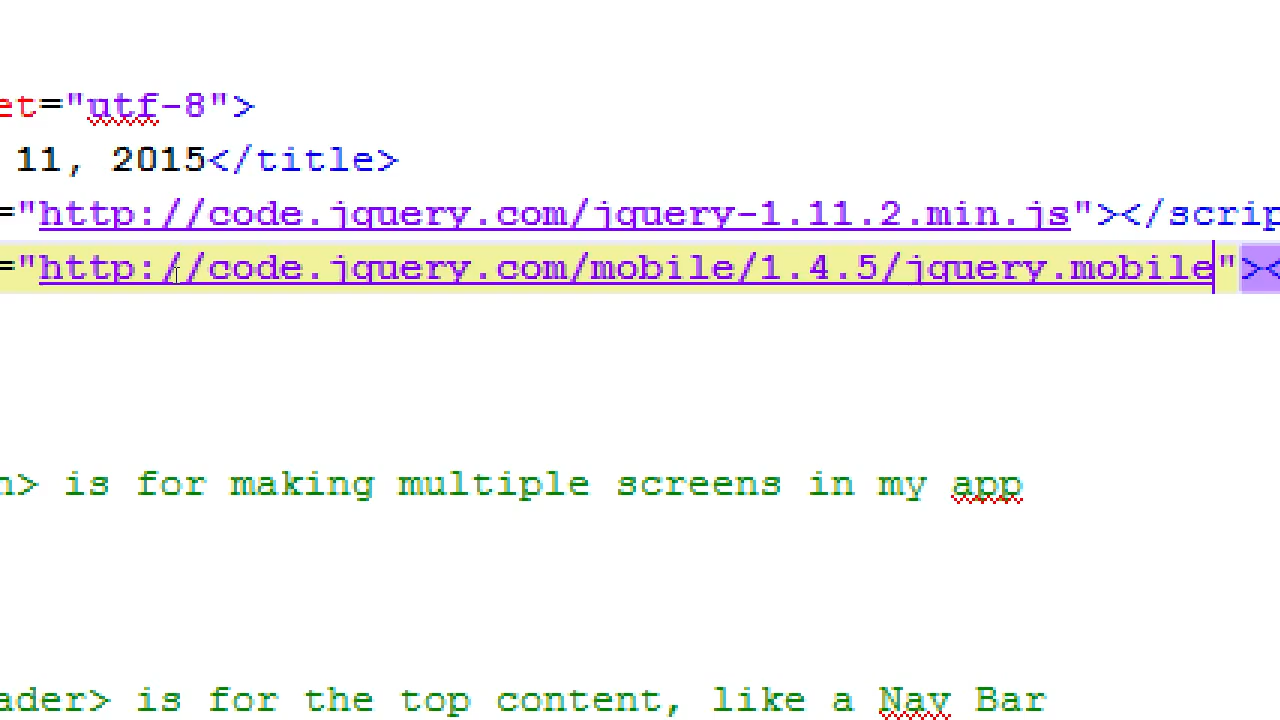 et="utf-8">
11, 2015</title>
="http://code.jquery.com/jquery-1.11.2.min.js"></scrip
="http://code.jquery.com/mobile/1.4.5/jquery.mobile"><
n> is for making multiple screens in my app
ader> is for the top content, like a Nav Bar